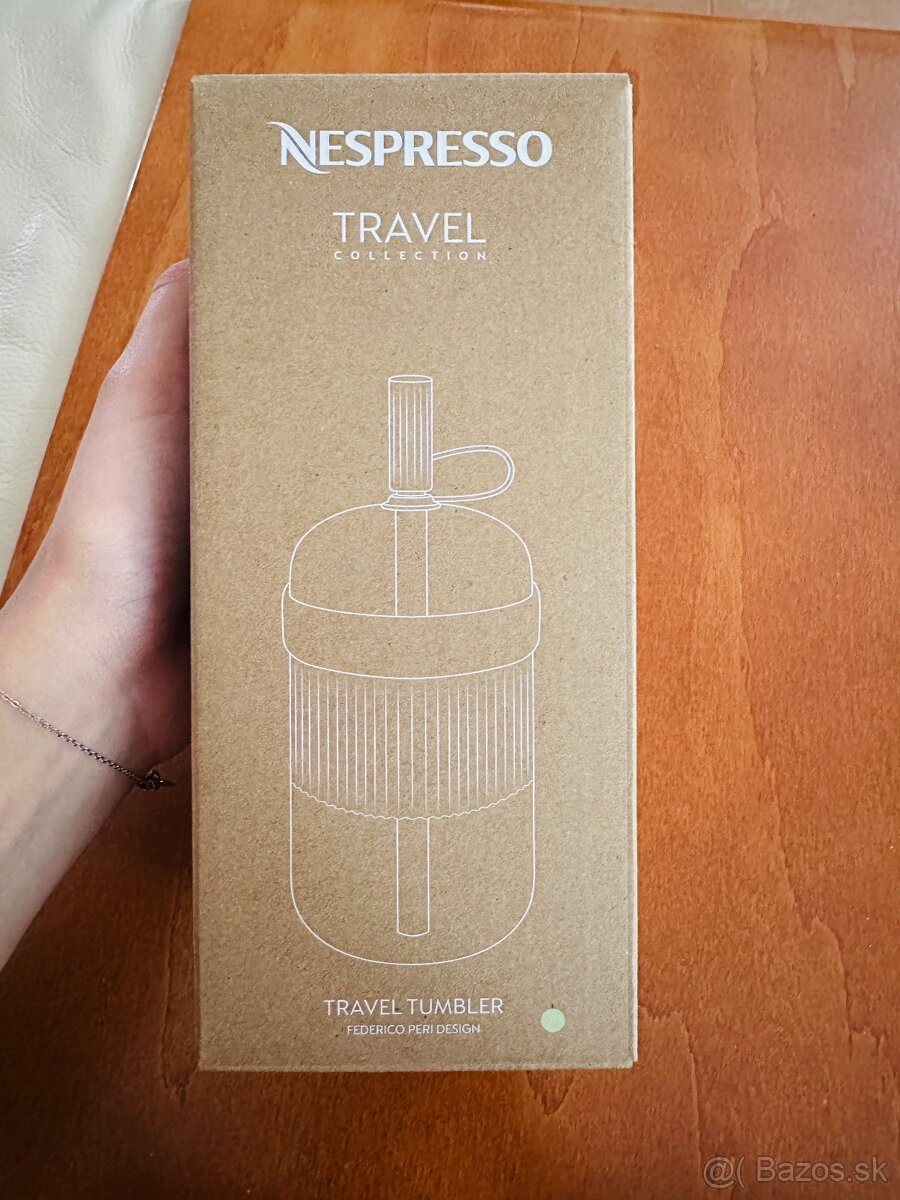 NESPRESSO
TRAVEL
COLLECTION
TRAVEL TUMBLER
FEDERICO PERI DESIGN
@( Bazos.sk